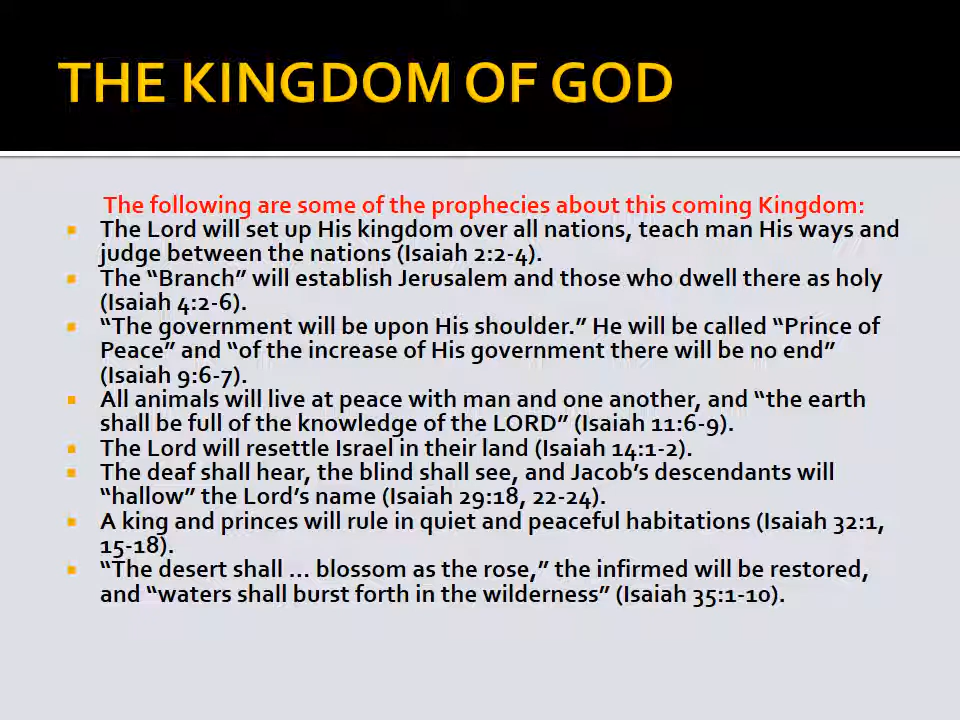 THE KINGDOM OF GOD
The following are some of the prophecies about this coming Kingdom:
The Lord will set up His kingdom over all nations, teach man His ways and
judge between the nations (Isaiah 2:2-4).
The “Branch” will establish Jerusalem and those who dwell there as holy
(Isaiah 4:2-6).
“The government will be upon His shoulder.” He will be called “Prince of
Peace” and “of the increase of His government there will be no end”
(Isaiah 9:6-7).
All animals will live at peace with man and one another, and “the earth
shall be full of the knowledge of the LORD” (Isaiah 11:6-9).
The Lord will resettle Israel in their land (Isaiah 14:1-2).
The deaf shall hear, the blind shall see, and Jacob’s descendants will
“hallow” the Lord’s name (Isaiah 29:18, 22-24).
A king and princes will rule in quiet and peaceful habitations (Isaiah 32:1,
15-18).
“The desert shall … blossom as the rose,” the infirmed will be restored,
and “waters shall burst forth in the wilderness” (Isaiah 35:1-10).